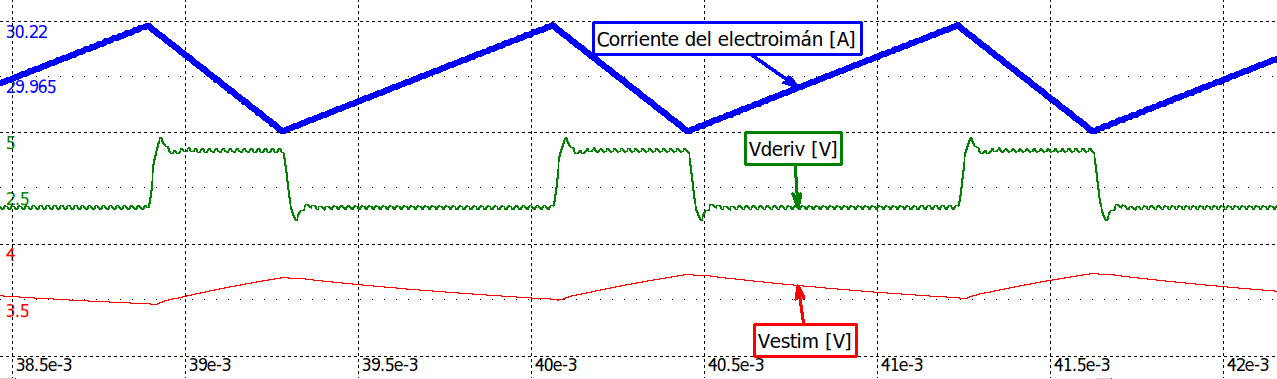 30.22
Corriente del electroimán [A]
29.965
5
Vderiv [V]
2.5
4
3.5
Vestim [V]
38.5e-3 39e-3 39.5e-3 40e-3 40.5e-3 41e-3 41.5e-3 42e-3